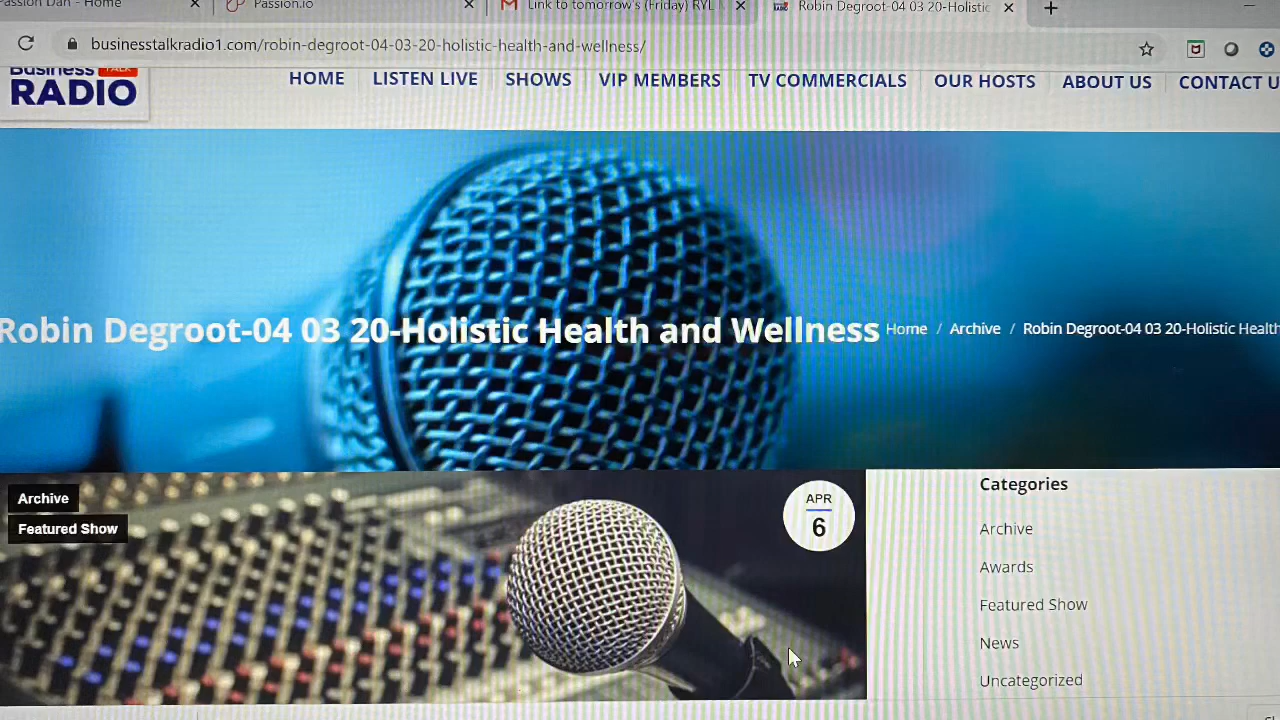 Passion Dan - Home
Passion.io
Link to tomorrow's (Friday) RYL
Robin Degroot-04 03 20-Holistic
businesstalkradio1.com/robin-degroot-04-03-20-holistic-health-and-wellness/
Business TALK
RADIO
HOME
LISTEN LIVE
SHOWS
VIP MEMBERS
TV COMMERCIALS
OUR HOSTS
ABOUT US
CONTACT U
Robin Degroot-04 03 20-Holistic Health and Wellness
Home / Archive / Robin Degroot-04 03 20-Holistic Health
Archive
Featured Show
APR
6
Categories
Archive
Awards
Featured Show
News
Uncategorized